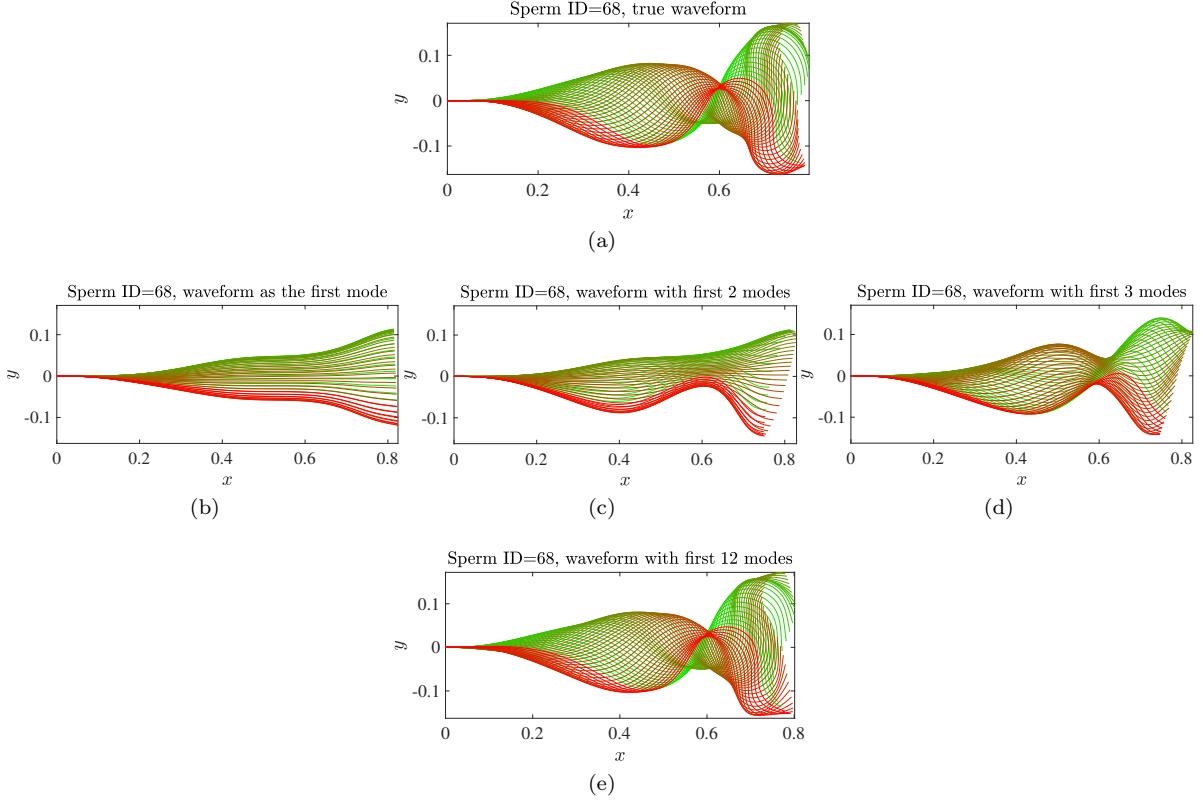 Sperm ID=68, true waveform
0.1
0
-0.1
y
0
0.2
0.4
0.6
x
(a)
Sperm ID=68, waveform as the first mode
0.1
0
-0.1
y
0
0.2
0.4
0.6
0.8
x
(b)
Sperm ID=68, waveform with first 2 modes
0.1
0
-0.1
y
0
0.2
0.4
0.6
0.8
x
(c)
Sperm ID=68, waveform with first 3 modes
0.1
0
-0.1
y
0
0.2
0.4
0.6
0.8
x
(d)
Sperm ID=68, waveform with first 12 modes
0.1
0
-0.1
y
0
0.2
0.4
0.6
0.8
x
(e)